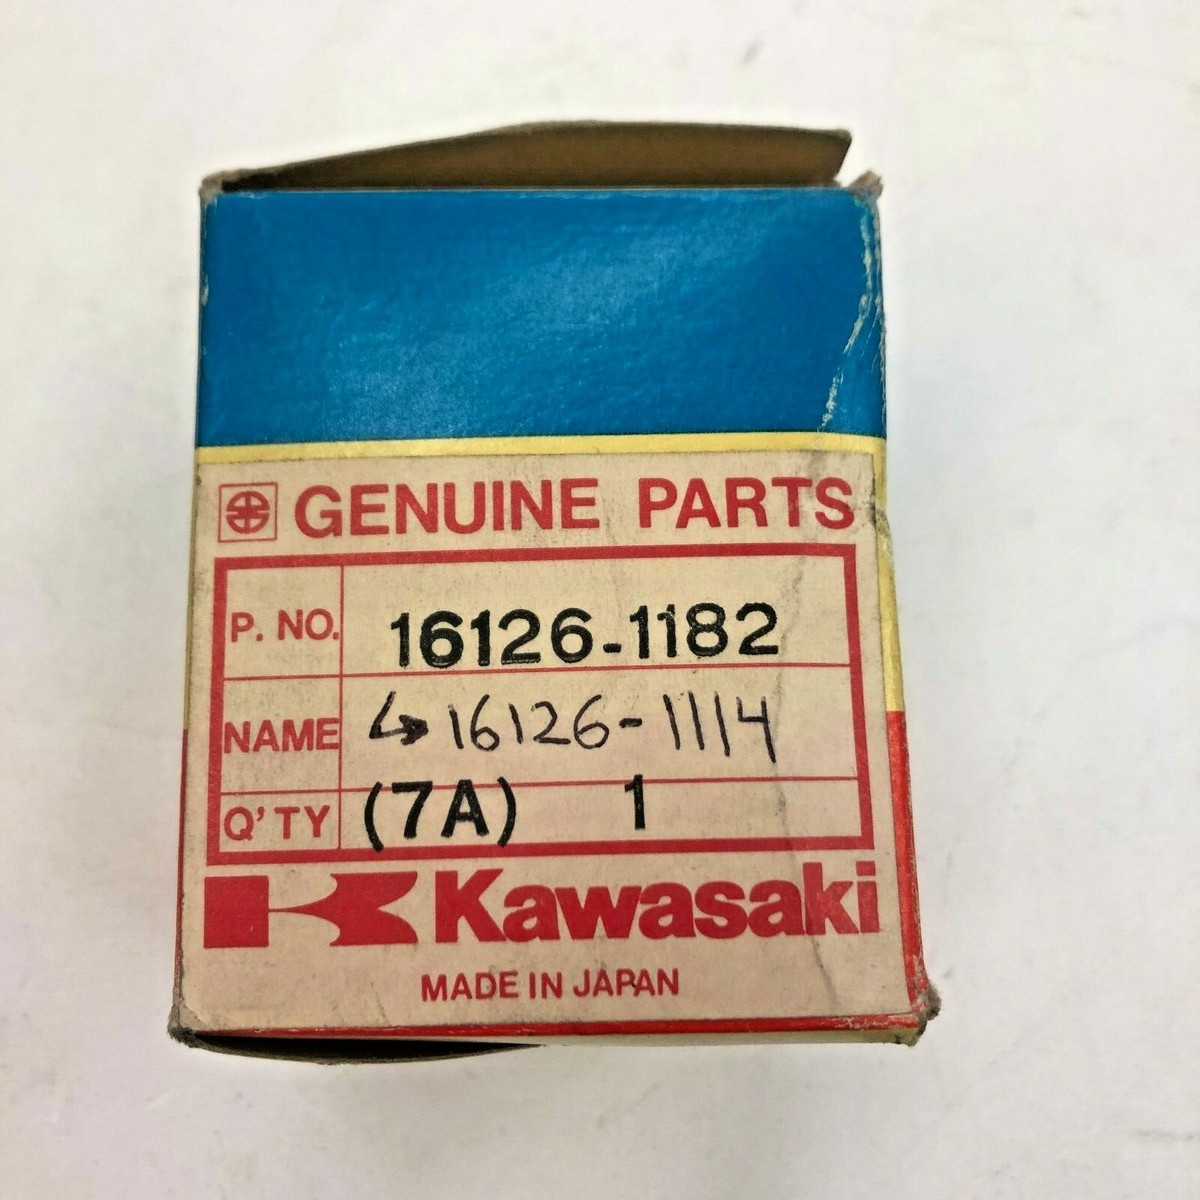 GENUINE PARTS
P. NO. 16126-1182
NAME ↳ 16126-1114
Q'TY (7A) 1
Kawasaki
MADE IN JAPAN